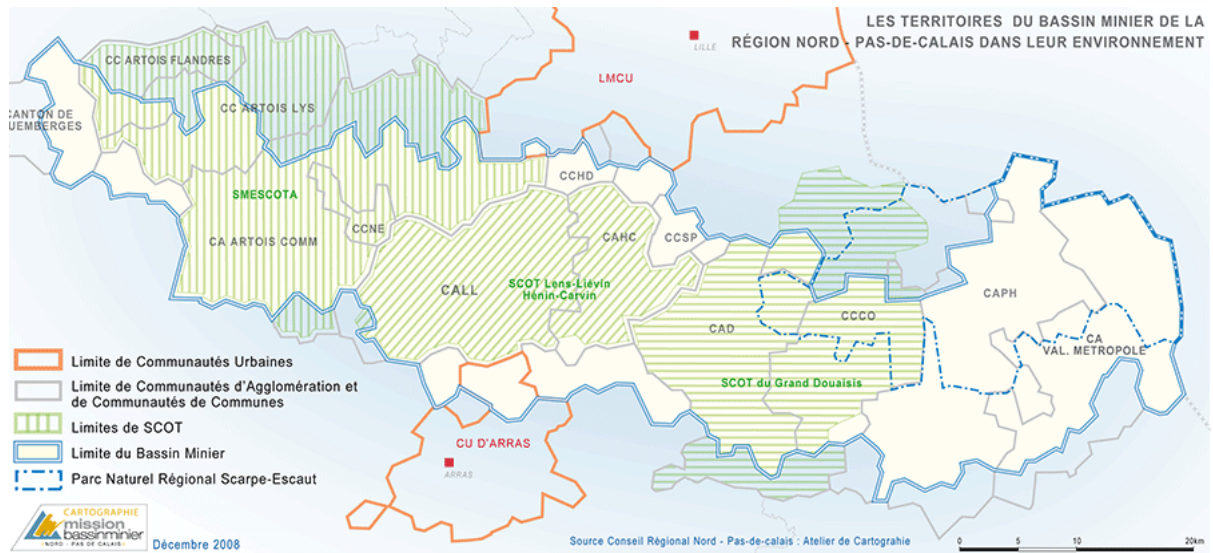 LES TERRITOIRES DU BASSIN MINIER DE LA
RÉGION NORD - PAS-DE-CALAIS DANS LEUR ENVIRONNEMENT
LILLE
LMCU
CC ARTOIS FLANDRES
CC ARTOIS LYS
CANTON DE
UEMBERGES
CCHD
SMESCOTA
CCNE
CA ARTOIS COMM
CAHC
CCSP
CALL
SCOT Lens-Liévin
Hénin-Carvin
CAPH
CAD
CCCO
CA
VAL. METROPOLE
SCOT du Grand Douaisis
CU D'ARRAS
ARRAS
Limite de Communautés Urbaines
Limite de Communautés d'Agglomération et
de Communautés de Communes
Limites de SCOT
Limite du Bassin Minier
Parc Naturel Régional Scarpe-Escaut
CARTOGRAPHIE
mission
bassinminier
NORD - PAS DE CALAIS
Décembre 2008
Source Conseil Régional Nord - Pas-de-calais : Atelier de Cartograhie
0 5 10 20km